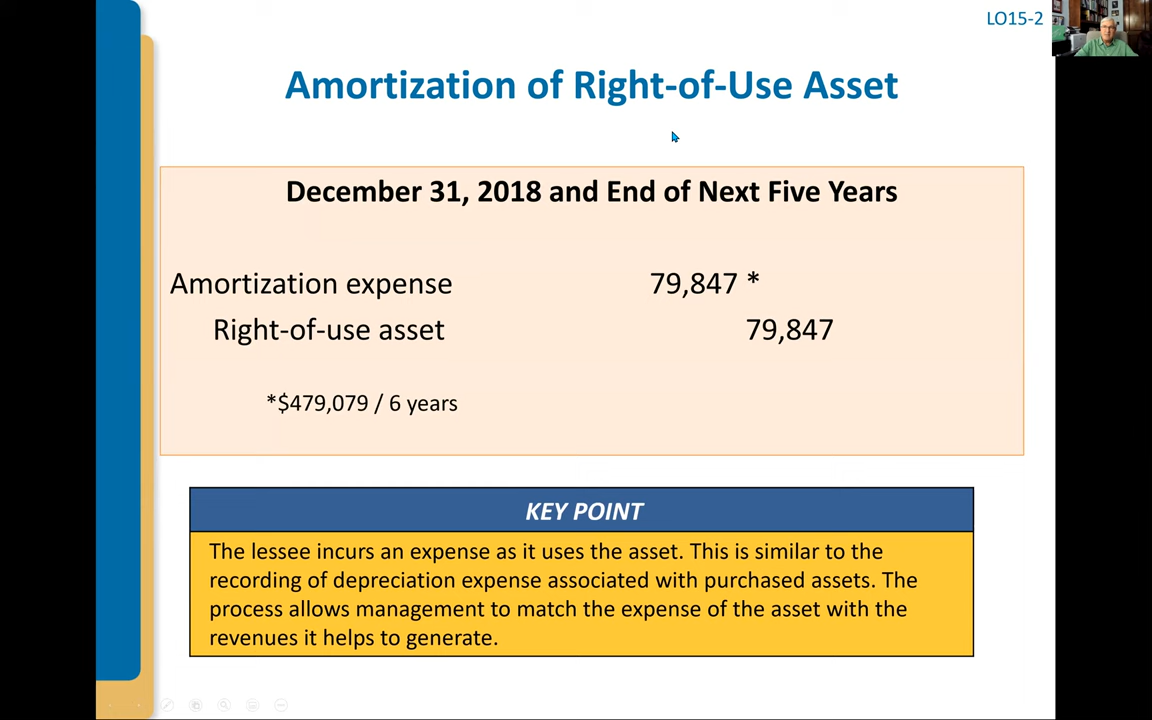 LO15-2
Amortization of Right-of-Use Asset
December 31, 2018 and End of Next Five Years
Amortization expense 79,847 *
Right-of-use asset 79,847
*$479,079 / 6 years
KEY POINT
The lessee incurs an expense as it uses the asset. This is similar to the
recording of depreciation expense associated with purchased assets. The
process allows management to match the expense of the asset with the
revenues it helps to generate.